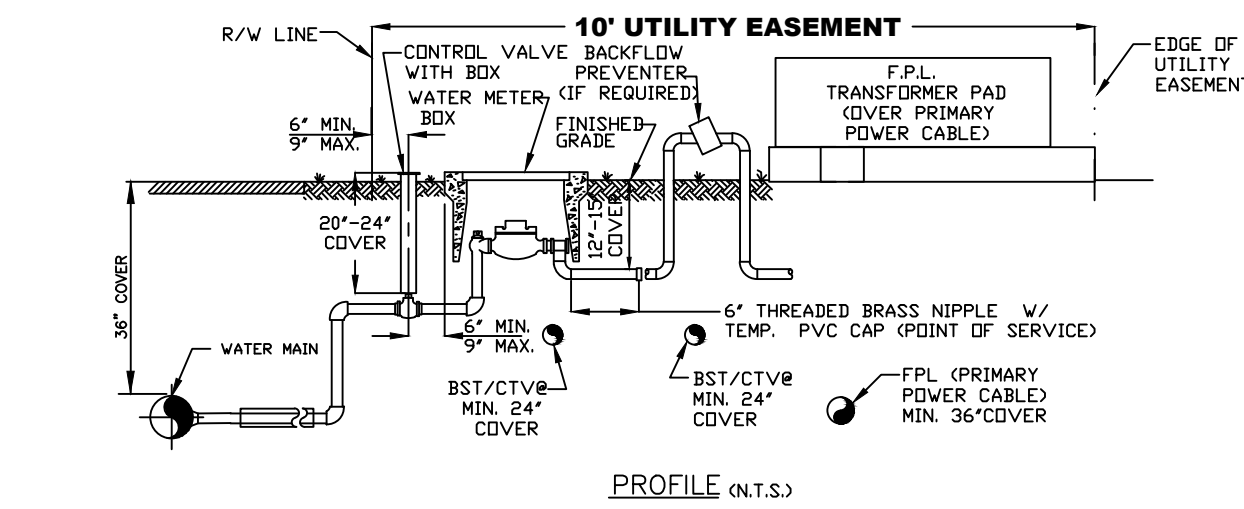 10' UTILITY EASEMENT
R/W LINE
CONTROL VALVE
WITH BOX
WATER METER
BOX
BACKFLOW
PREVENTER
(IF REQUIRED)
F.P.L.
TRANSFORMER PAD
(OVER PRIMARY
POWER CABLE)
EDGE OF
UTILITY
EASEMENT
6" MIN.
9" MAX.
FINISHED
GRADE
20"-24"
COVER
12"-15"
COVER
36" COVER
6" MIN.
9" MAX.
6" THREADED BRASS NIPPLE W/
TEMP. PVC CAP (POINT OF SERVICE)
WATER MAIN
BST/CTV@
MIN. 24"
COVER
BST/CTV@
MIN. 24"
COVER
FPL (PRIMARY
POWER CABLE)
MIN. 36"COVER
PROFILE (N.T.S.)